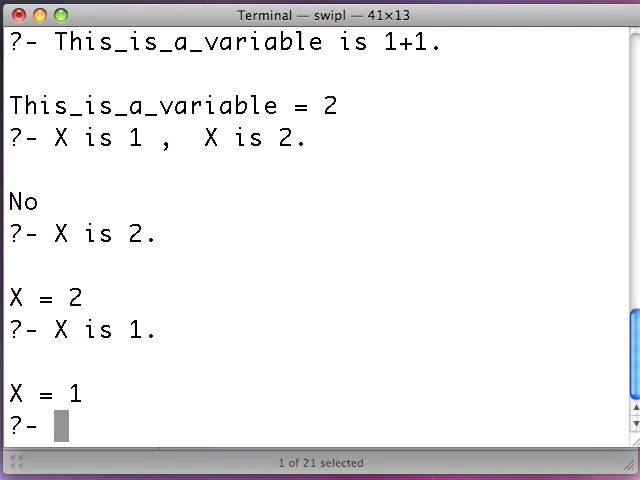 Terminal — swipl — 41×13
?- This_is_a_variable is 1+1.
This_is_a_variable = 2
?- X is 1 ,  X is 2.
No
?- X is 2.
X = 2
?- X is 1.
X = 1
?-
1 of 21 selected